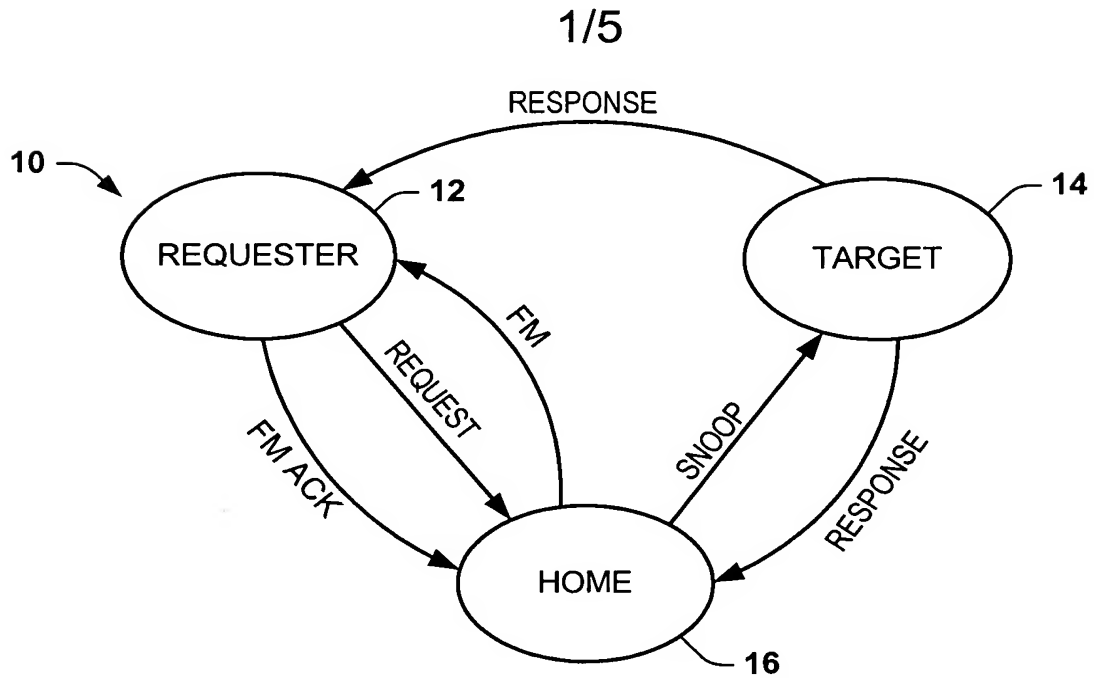 1/5
RESPONSE
10
12
14
REQUESTER
TARGET
FM
REQUEST
FM ACK
SNOOP
RESPONSE
HOME
16